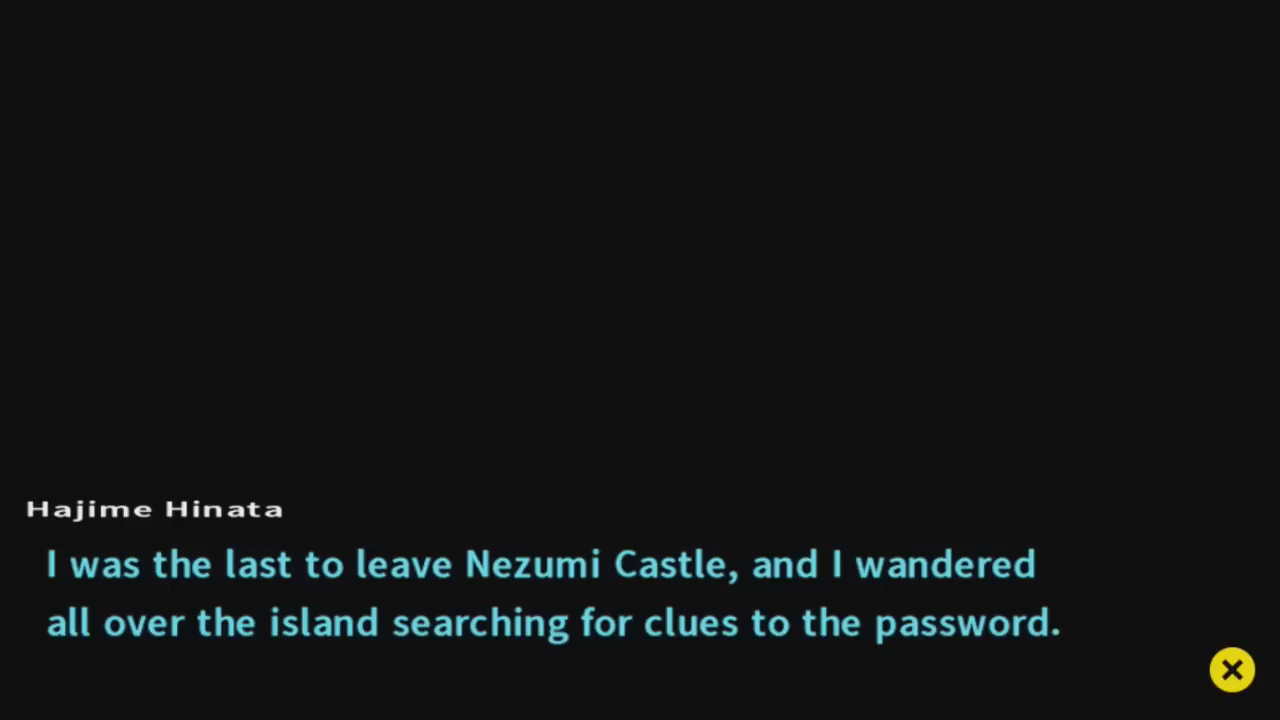 Hajime Hinata
I was the last to leave Nezumi Castle, and I wandered
all over the island searching for clues to the password.